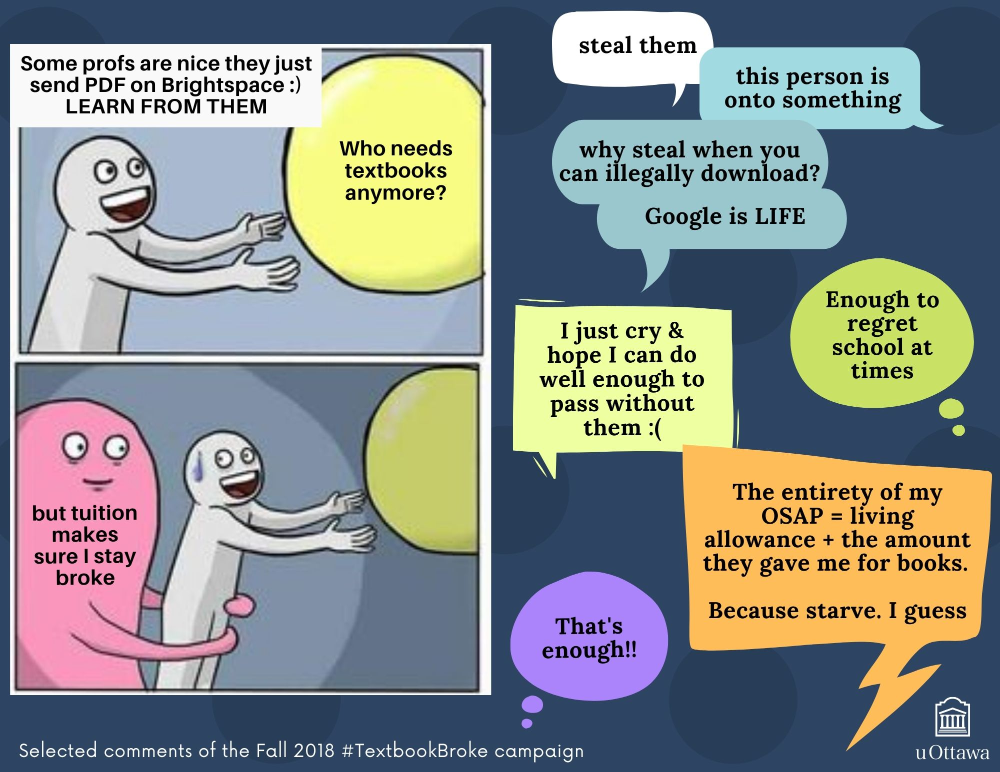 Some profs are nice they just
send PDF on Brightspace :)
LEARN FROM THEM
Who needs
textbooks
anymore?
but tuition
makes
sure I stay
broke
steal them
this person is
onto something
why steal when you
can illegally download?
Google is LIFE
Enough to
regret
school at
times
I just cry &
hope I can do
well enough to
pass without
them :(
The entirety of my
OSAP = living
allowance + the amount
they gave me for books.
Because starve. I guess
That's
enough!!
Selected comments of the Fall 2018 #TextbookBroke campaign
uOttawa